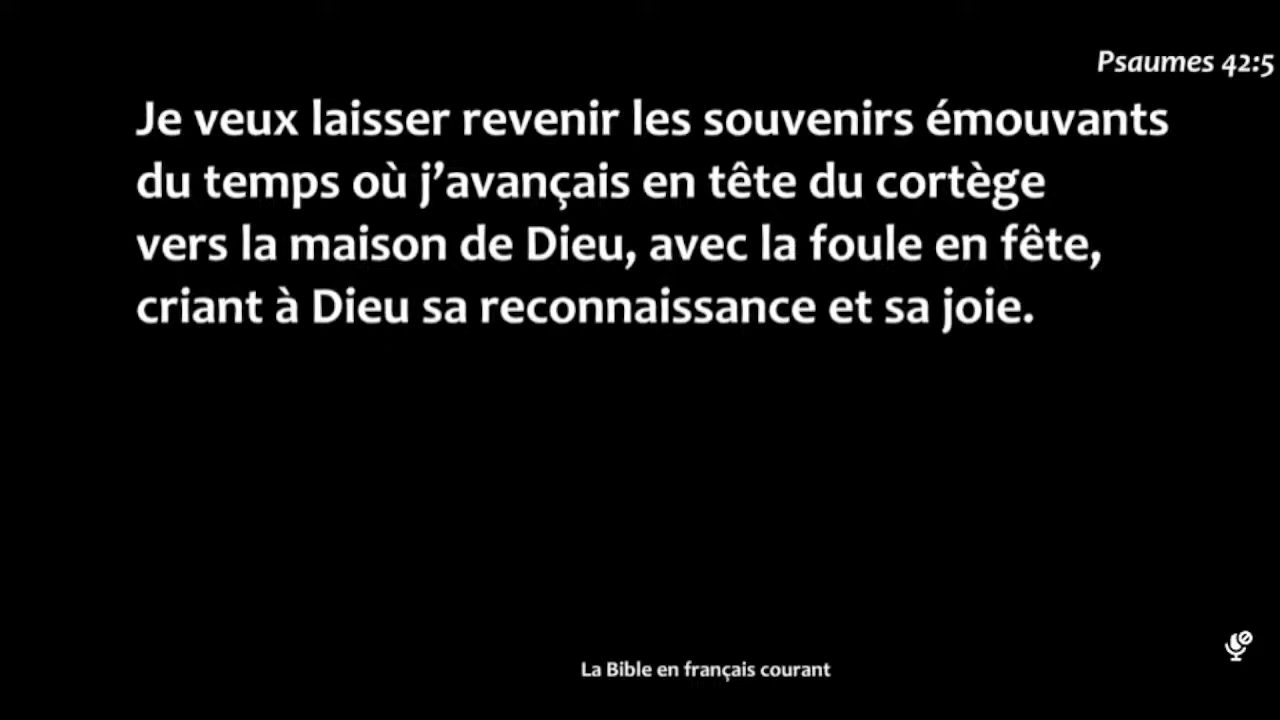 Psaumes 42:5
Je veux laisser revenir les souvenirs émouvants
du temps où j’avançais en tête du cortège
vers la maison de Dieu, avec la foule en fête,
criant à Dieu sa reconnaissance et sa joie.
La Bible en français courant